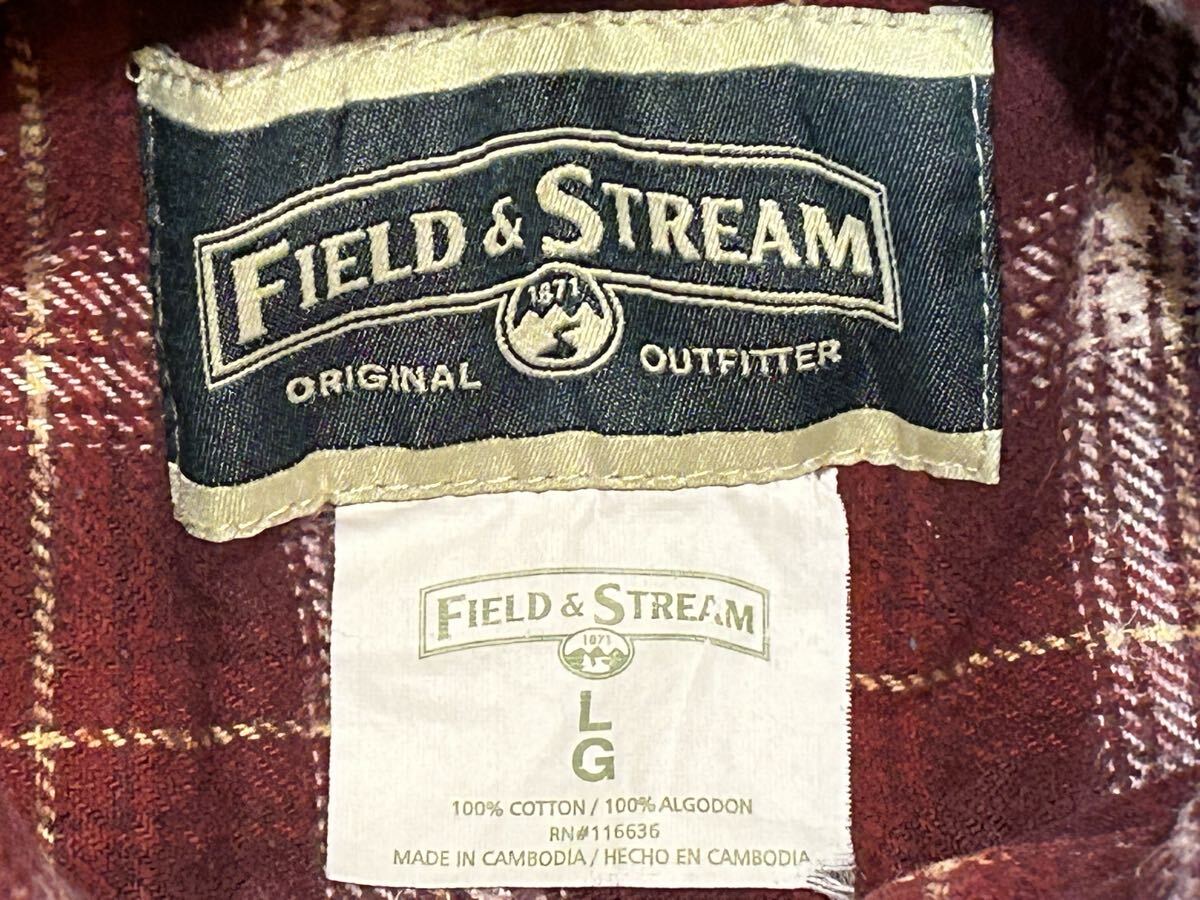 FIELD & STREAM
1871
ORIGINAL OUTFITTER
FIELD & STREAM
1871
L
G
100% COTTON / 100% ALGODON
RN#116636
MADE IN CAMBODIA / HECHO EN CAMBODIA